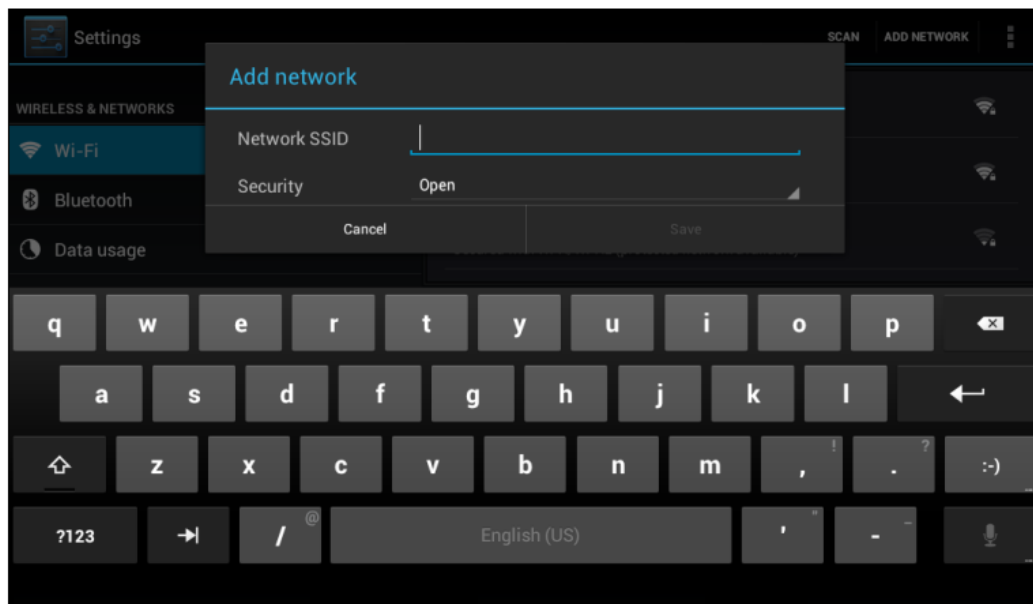 Settings
SCAN ADD NETWORK
Add network
WIRELESS & NETWORKS
Network SSID
Wi-Fi
Security Open
Bluetooth
Cancel Save
Data usage
q w e r t y u i o p
a s d f g h j k l
z x c v b n m , ! . ? :-)
?123 / @ English (US) ' " - _